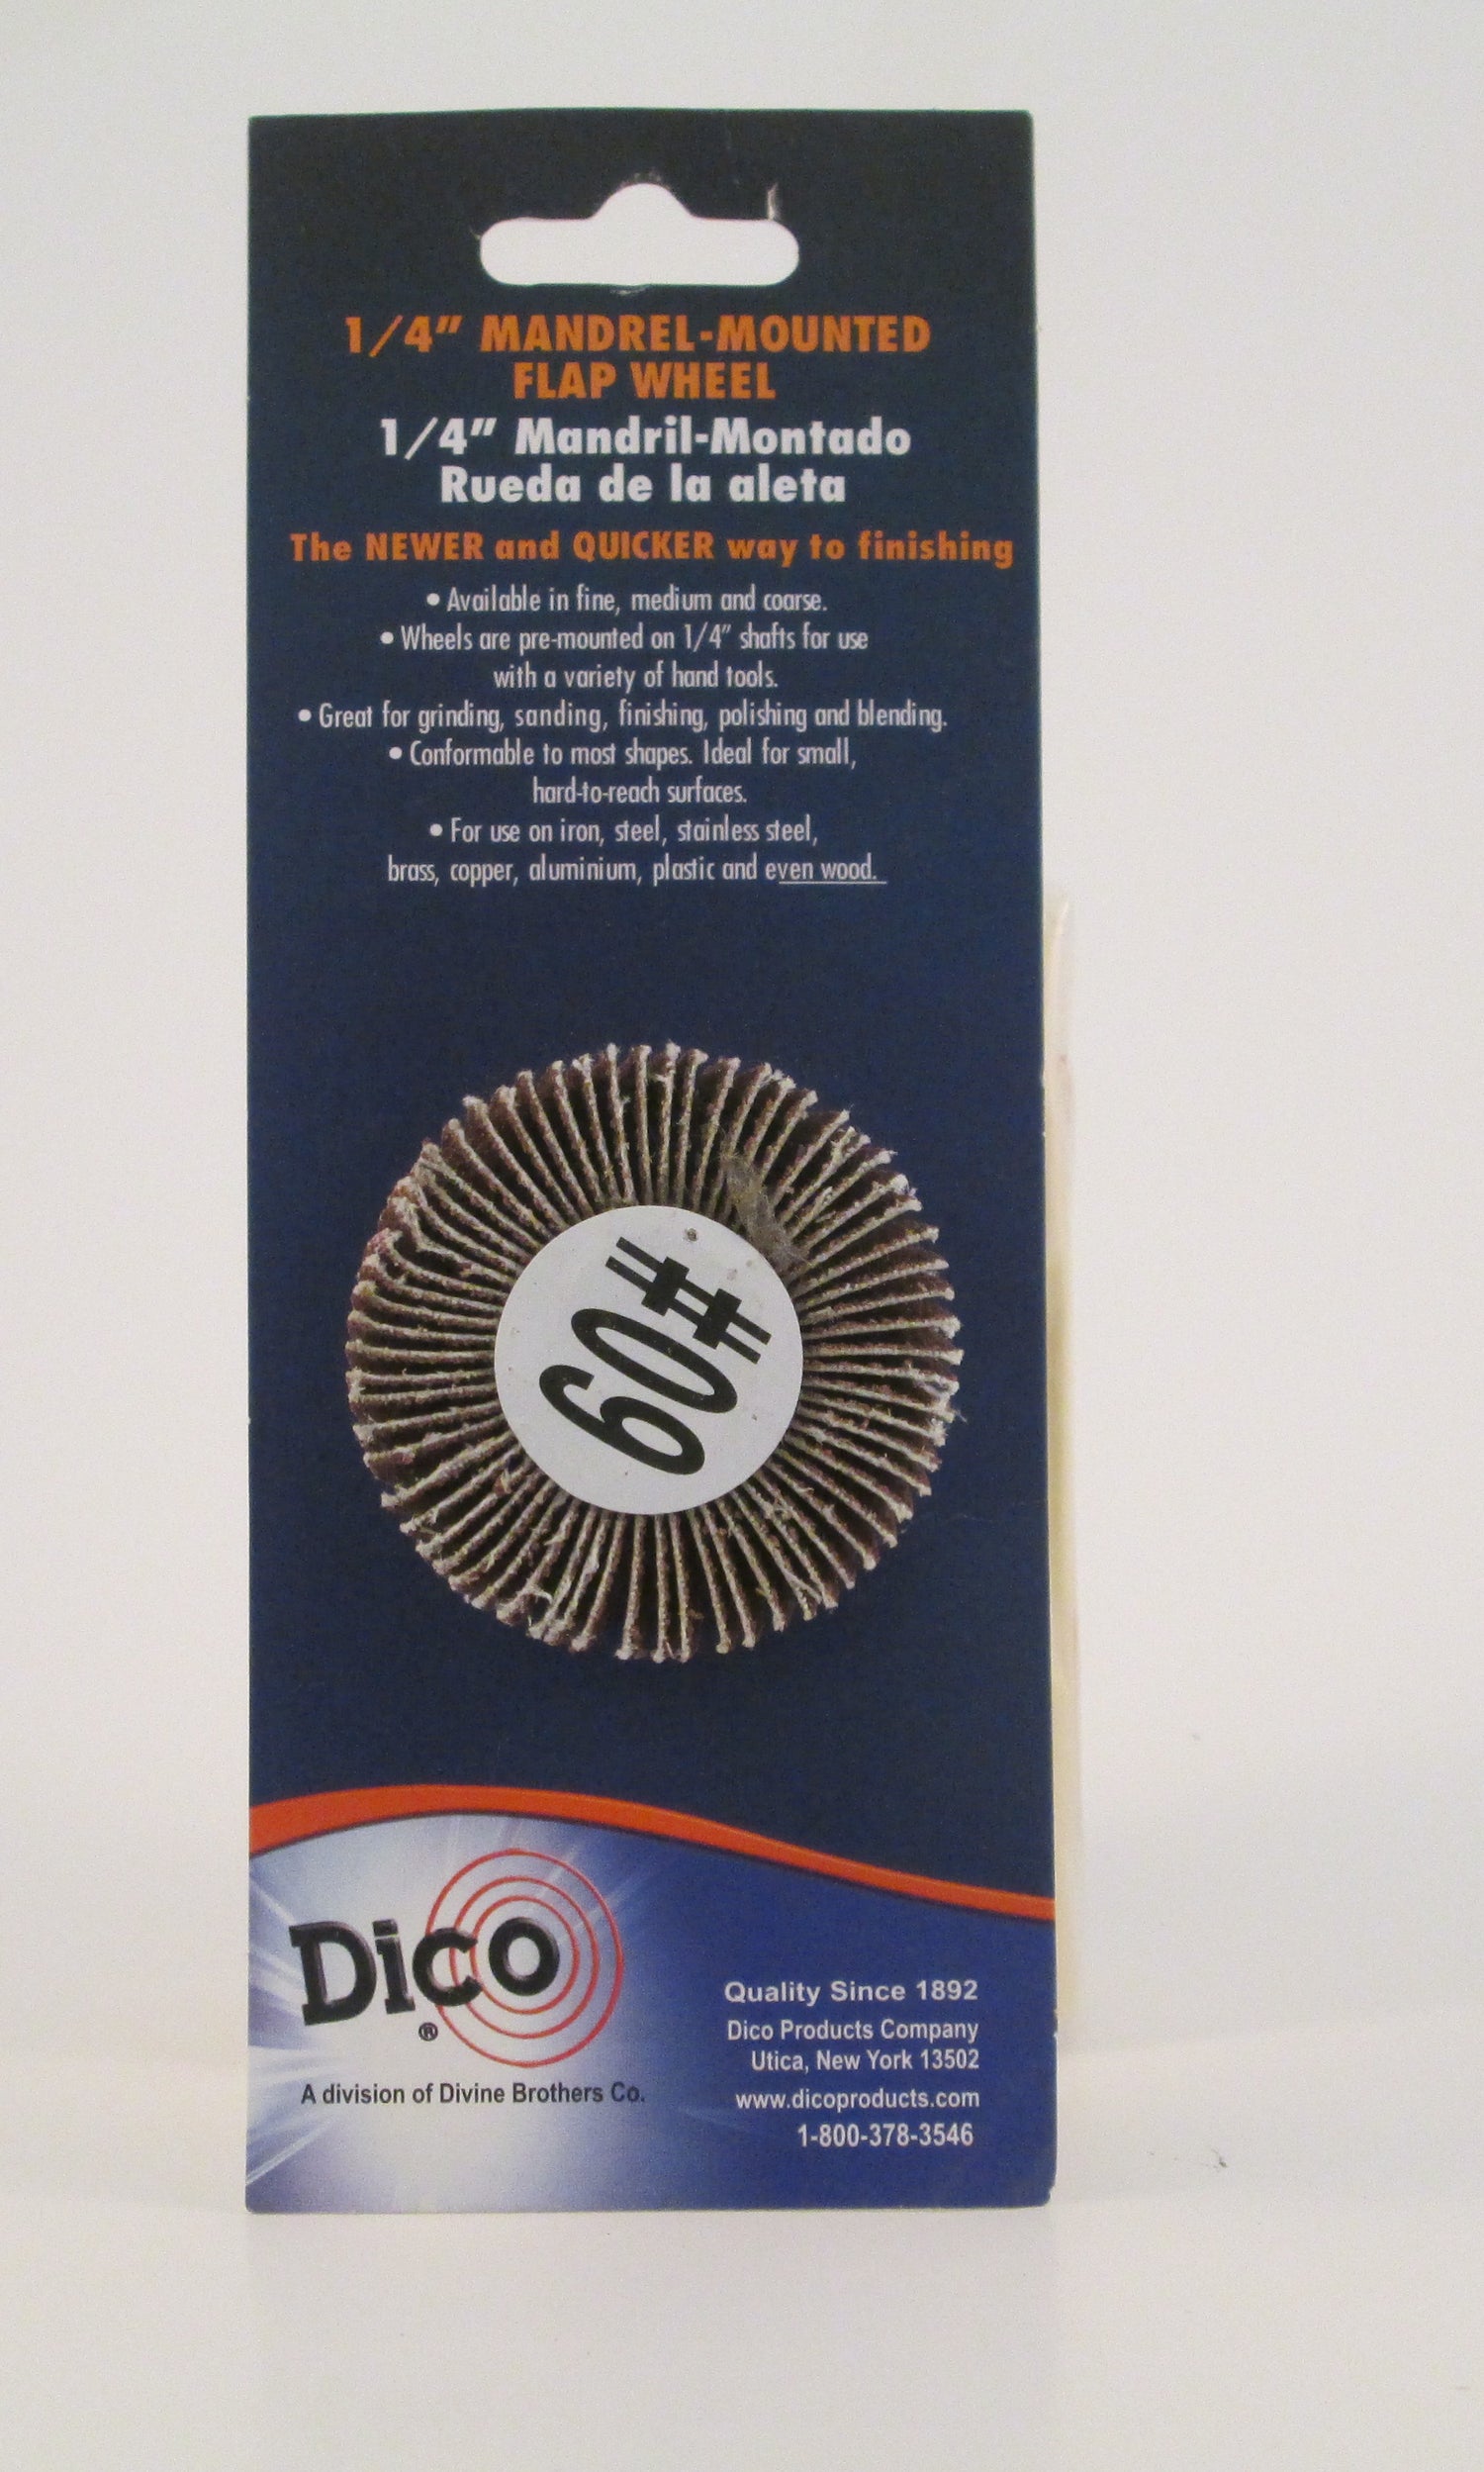 1/4" MANDREL-MOUNTED
FLAP WHEEL
1/4" Mandril-Montado
Rueda de la aleta
The NEWER and QUICKER way to finishing
• Available in fine, medium and coarse.
• Wheels are pre-mounted on 1/4" shafts for use
with a variety of hand tools.
• Great for grinding, sanding, finishing, polishing and blending.
• Conformable to most shapes. Ideal for small,
hard-to-reach surfaces.
• For use on iron, steel, stainless steel,
brass, copper, aluminium, plastic and even wood.
60#
Dico
®
A division of Divine Brothers Co.
Quality Since 1892
Dico Products Company
Utica, New York 13502
www.dicoproducts.com
1-800-378-3546